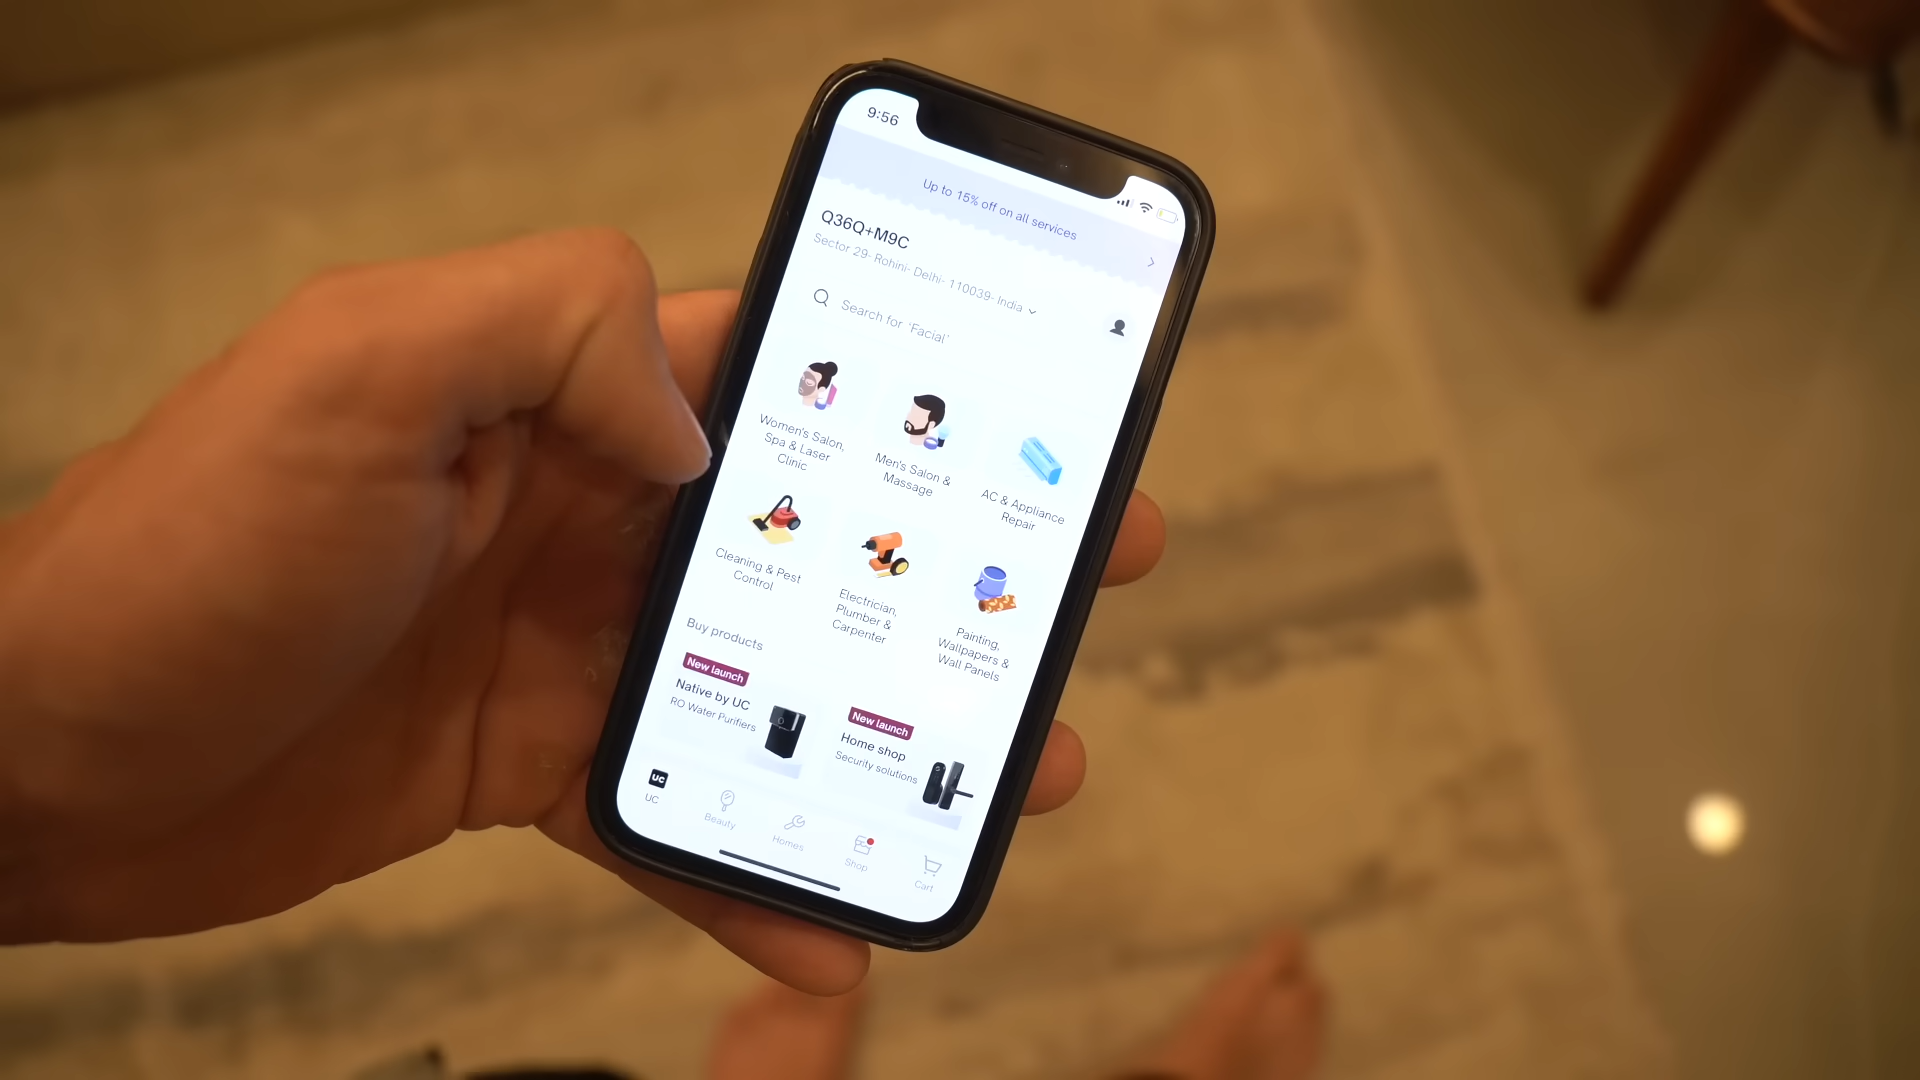 9:56
Up to 15% off on all services
Q36Q+M9C
Sector 29- Rohini- Delhi- 110039- India
Search for 'Facial'
Women's Salon,
Spa & Laser
Clinic
Men's Salon &
Massage
AC & Appliance
Repair
Cleaning & Pest
Control
Electrician,
Plumber &
Carpenter
Painting,
Wallpapers &
Wall Panels
Buy products
New launch
Native by UC
RO Water Purifiers
New launch
Home shop
Security solutions
UC
UC
Beauty
Homes
Shop
Cart